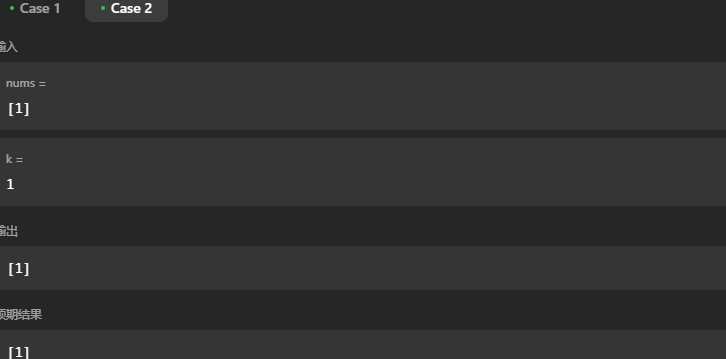 Case 1 Case 2
输入
nums =
[1]
k =
1
输出
[1]
预期结果
[1]